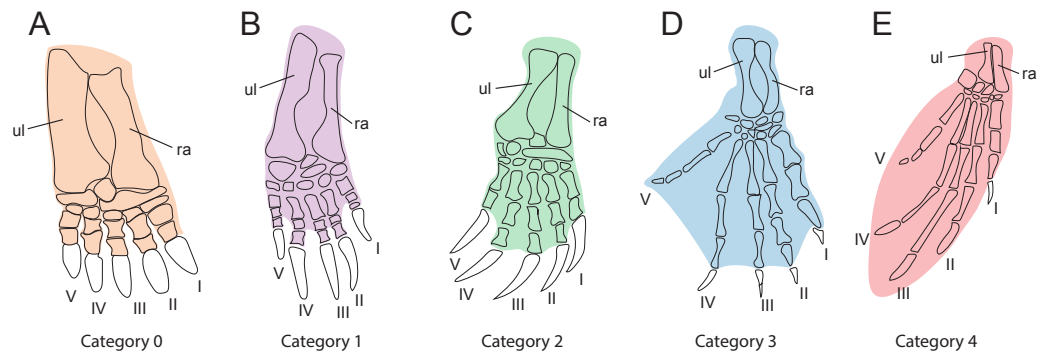 A
B
C
D
E
ul
ra
V
IV
III
II
I
Category 0
ul
ra
V
IV
III
II
I
Category 1
ul
ra
V
IV
III
II
I
Category 2
ul
ra
V
IV
III
II
I
Category 3
ul
ra
V
IV
III
II
I
Category 4